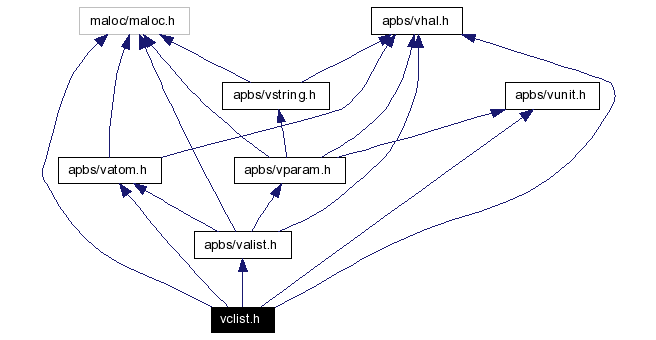 maloc/maloc.h
apbs/vhal.h
apbs/vstring.h
apbs/vunit.h
apbs/vatom.h
apbs/vparam.h
apbs/valist.h
vclist.h